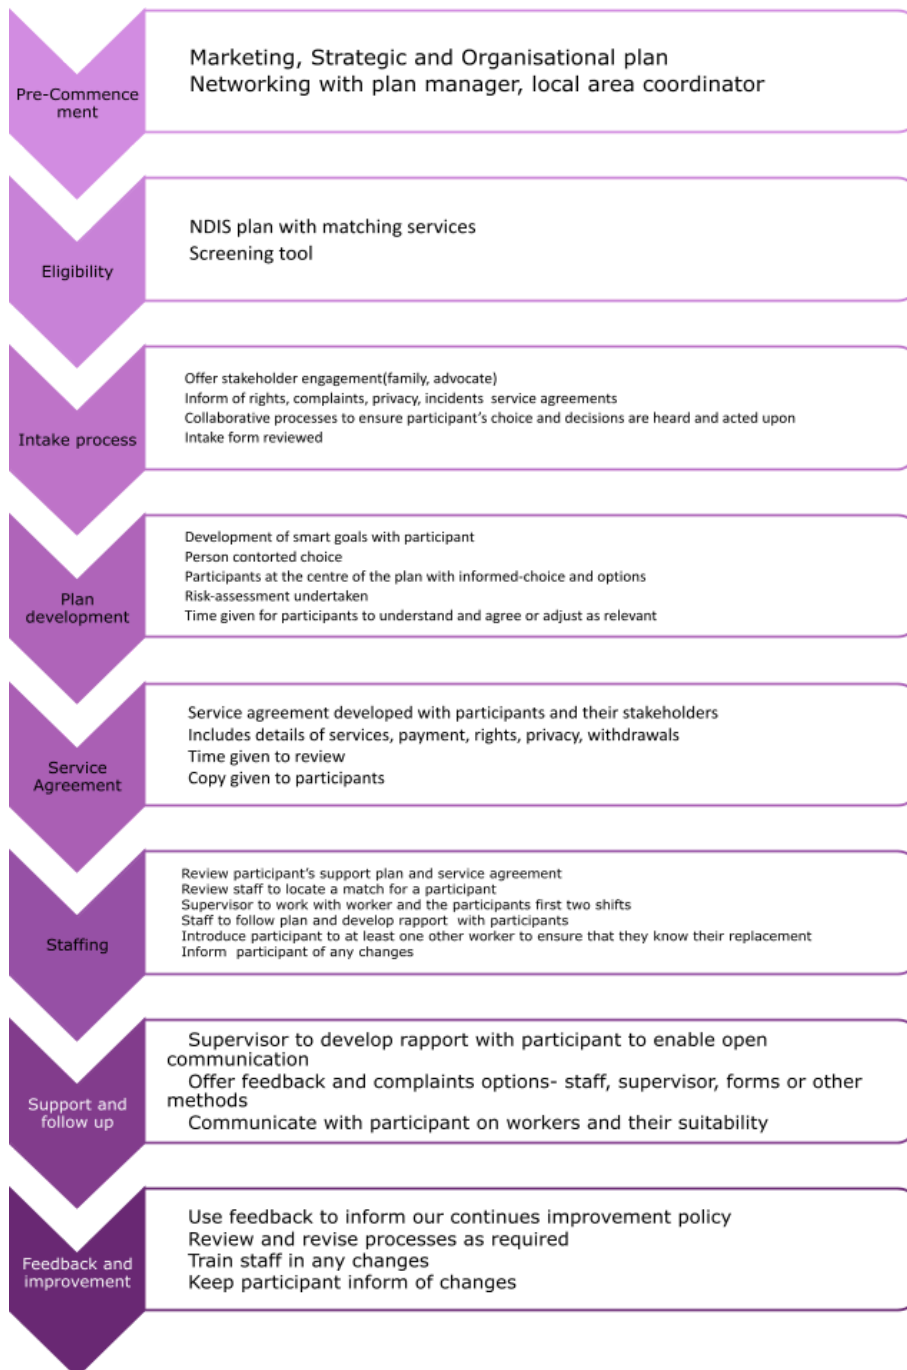 Pre-Commence
ment
Marketing, Strategic and Organisational plan
Networking with plan manager, local area coordinator
Eligibility
NDIS plan with matching services
Screening tool
Intake process
Offer stakeholder engagement(family, advocate)
Inform of rights, complaints, privacy, incidents  service agreements
Collaborative processes to ensure participant's choice and decisions are heard and acted upon
Intake form reviewed
Plan
development
Development of smart goals with participant
Person contorted choice
Participants at the centre of the plan with informed-choice and options
Risk-assessment undertaken
Time given for participants to understand and agree or adjust as relevant
Service
Agreement
Service agreement developed with participants and their stakeholders
Includes details of services, payment, rights, privacy, withdrawals
Time given to review
Copy given to participants
Staffing
Review participant's support plan and service agreement
Review staff to locate a match for a participant
Supervisor to work with worker and the participants first two shifts
Staff to follow plan and develop rapport  with participants
Introduce participant to at least one other worker to ensure that they know their replacement
Inform  participant of any changes
Support and
follow up
Supervisor to develop rapport with participant to enable open
communication
Offer feedback and complaints options- staff, supervisor, forms or other
methods
Communicate with participant on workers and their suitability
Feedback and
improvement
Use feedback to inform our continues improvement policy
Review and revise processes as required
Train staff in any changes
Keep participant inform of changes